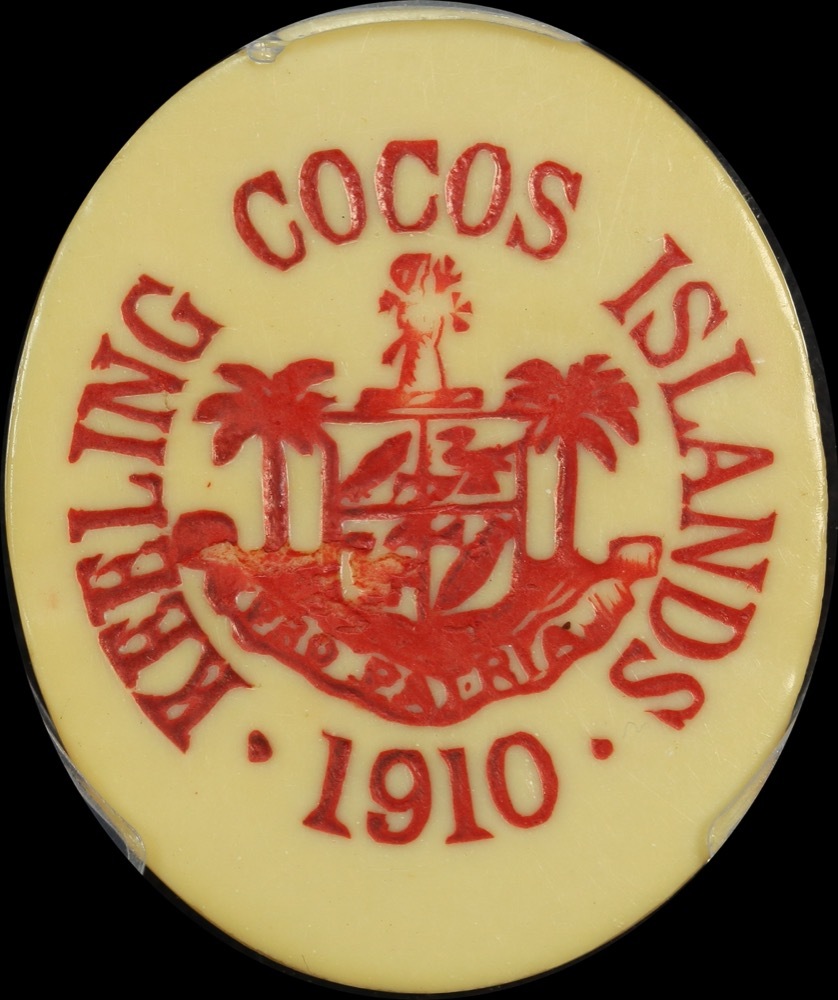 KEELING COCOS ISLANDS
PRO PATRIA
· 1910 ·